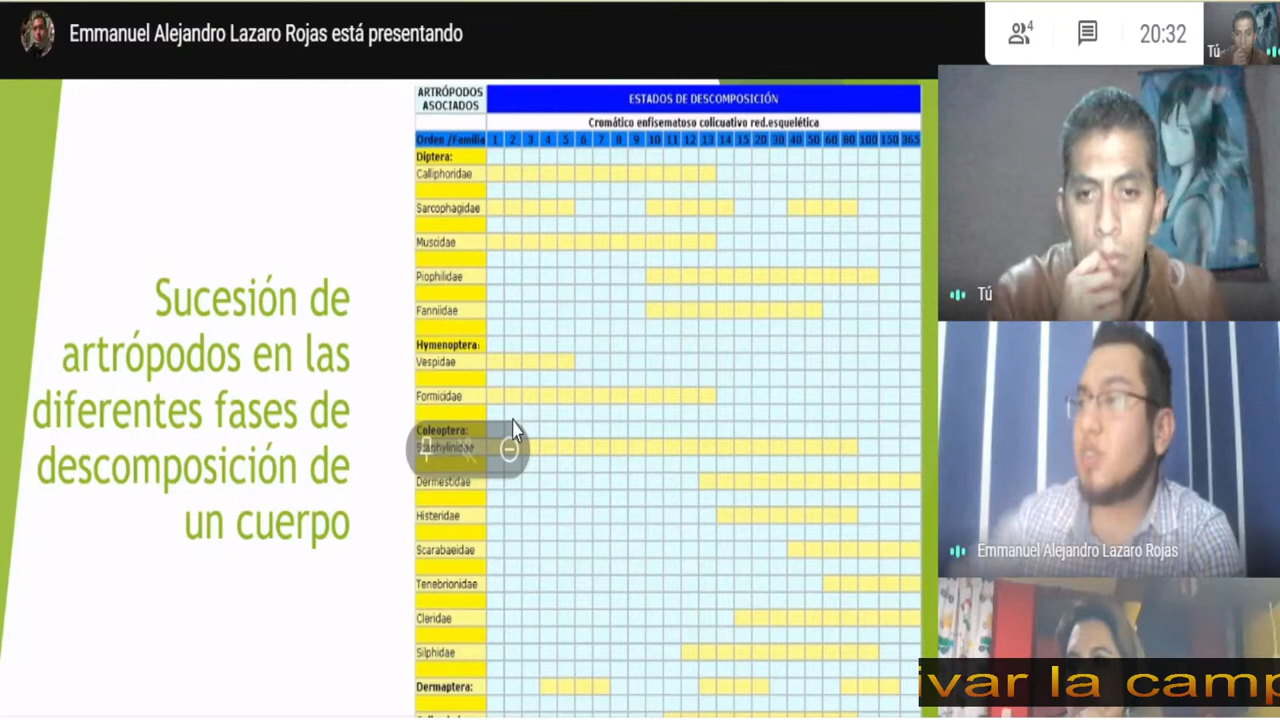 Emmanuel Alejandro Lazaro Rojas está presentando
4
20:32
Tú
Sucesión de
artrópodos en las
diferentes fases de
descomposición de
un cuerpo
ARTRÓPODOS
ASOCIADOS
ESTADOS DE DESCOMPOSICIÓN
Cromático enfisematoso colicuativo red.esquelética
Orden /Familia 1 2 3 4 5 6 7 8 9 10 11 12 13 14 15 20 30 40 50 60 80 100 150 365
Diptera:
Calliphoridae
Sarcophagidae
Muscidae
Piophilidae
Fanniidae
Hymenoptera:
Vespidae
Formicidae
Coleoptera:
Staphylinidae
Dermestidae
Histeridae
Scarabaeidae
Tenebrionidae
Cleridae
Silphidae
Dermaptera:
Tú
Emmanuel Alejandro Lazaro Rojas
ivar la camp